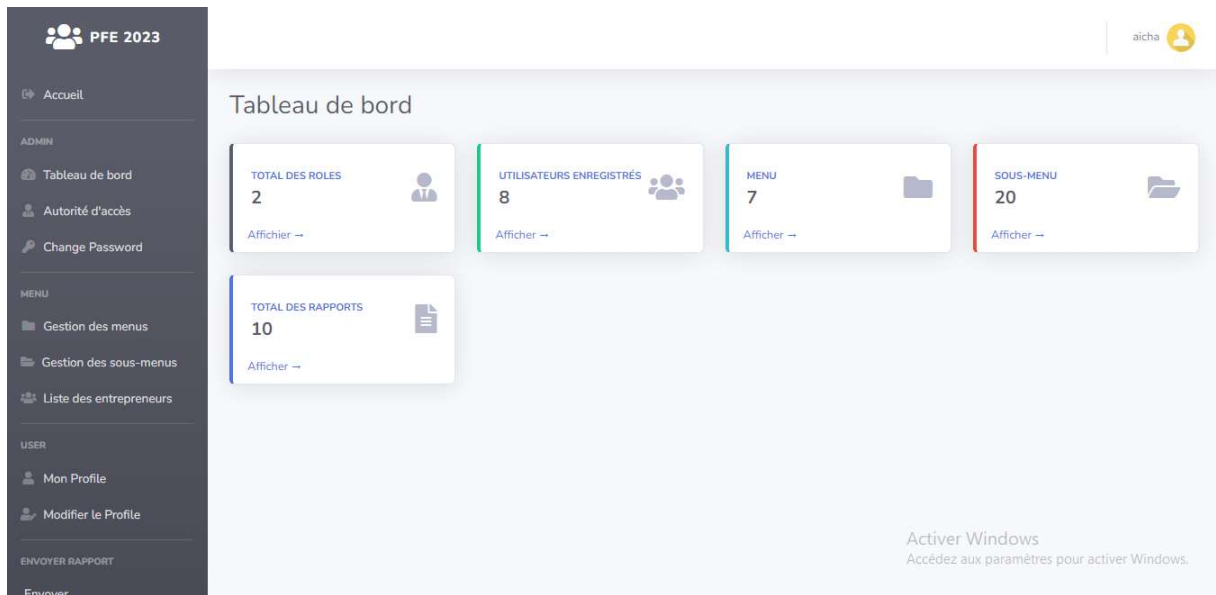 PFE 2023
aicha
Accueil
ADMIN
Tableau de bord
Autorité d'accès
Change Password
MENU
Gestion des menus
Gestion des sous-menus
Liste des entrepreneurs
USER
Mon Profile
Modifier le Profile
ENVOYER RAPPORT
Envoyer
Tableau de bord
TOTAL DES ROLES
2
Affichier →
UTILISATEURS ENREGISTRÉS
8
Afficher →
MENU
7
Afficher →
SOUS-MENU
20
Afficher →
TOTAL DES RAPPORTS
10
Afficher →
Activer Windows
Accédez aux paramètres pour activer Windows.